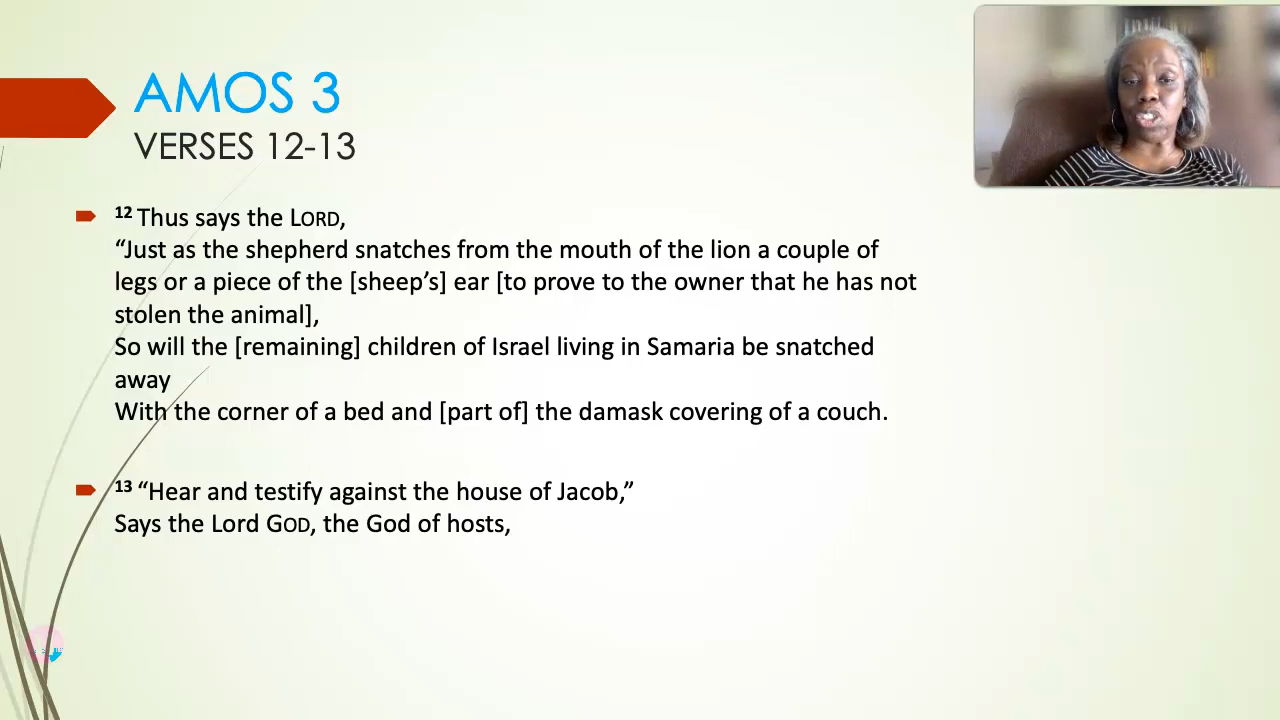 AMOS 3
VERSES 12-13
12 Thus says the LORD,
“Just as the shepherd snatches from the mouth of the lion a couple of
legs or a piece of the [sheep’s] ear [to prove to the owner that he has not
stolen the animal],
So will the [remaining] children of Israel living in Samaria be snatched
away
With the corner of a bed and [part of] the damask covering of a couch.
13 “Hear and testify against the house of Jacob,”
Says the Lord GOD, the God of hosts,